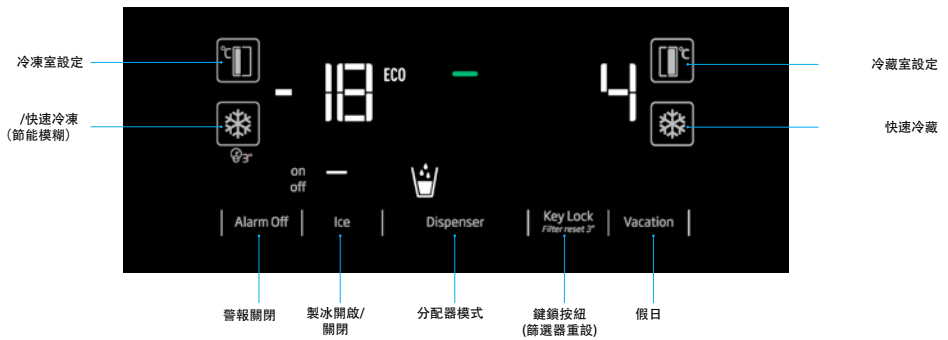 °C
°C
冷凍室設定
- 18 ECO
4
冷藏室設定
/快速冷凍
(節能模糊)
快速冷藏
3"
on
off
Alarm Off
Ice
Dispenser
Key Lock
Filter reset 3"
Vacation
警報關閉
製冰開啟/
關閉
分配器模式
鍵鎖按紐
(篩選器重設)
假日